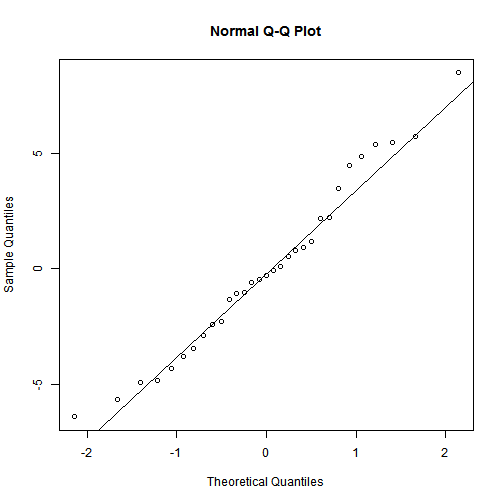 Normal Q-Q Plot
5
0
-5
Sample Quantiles
-2 -1 0 1 2
Theoretical Quantiles